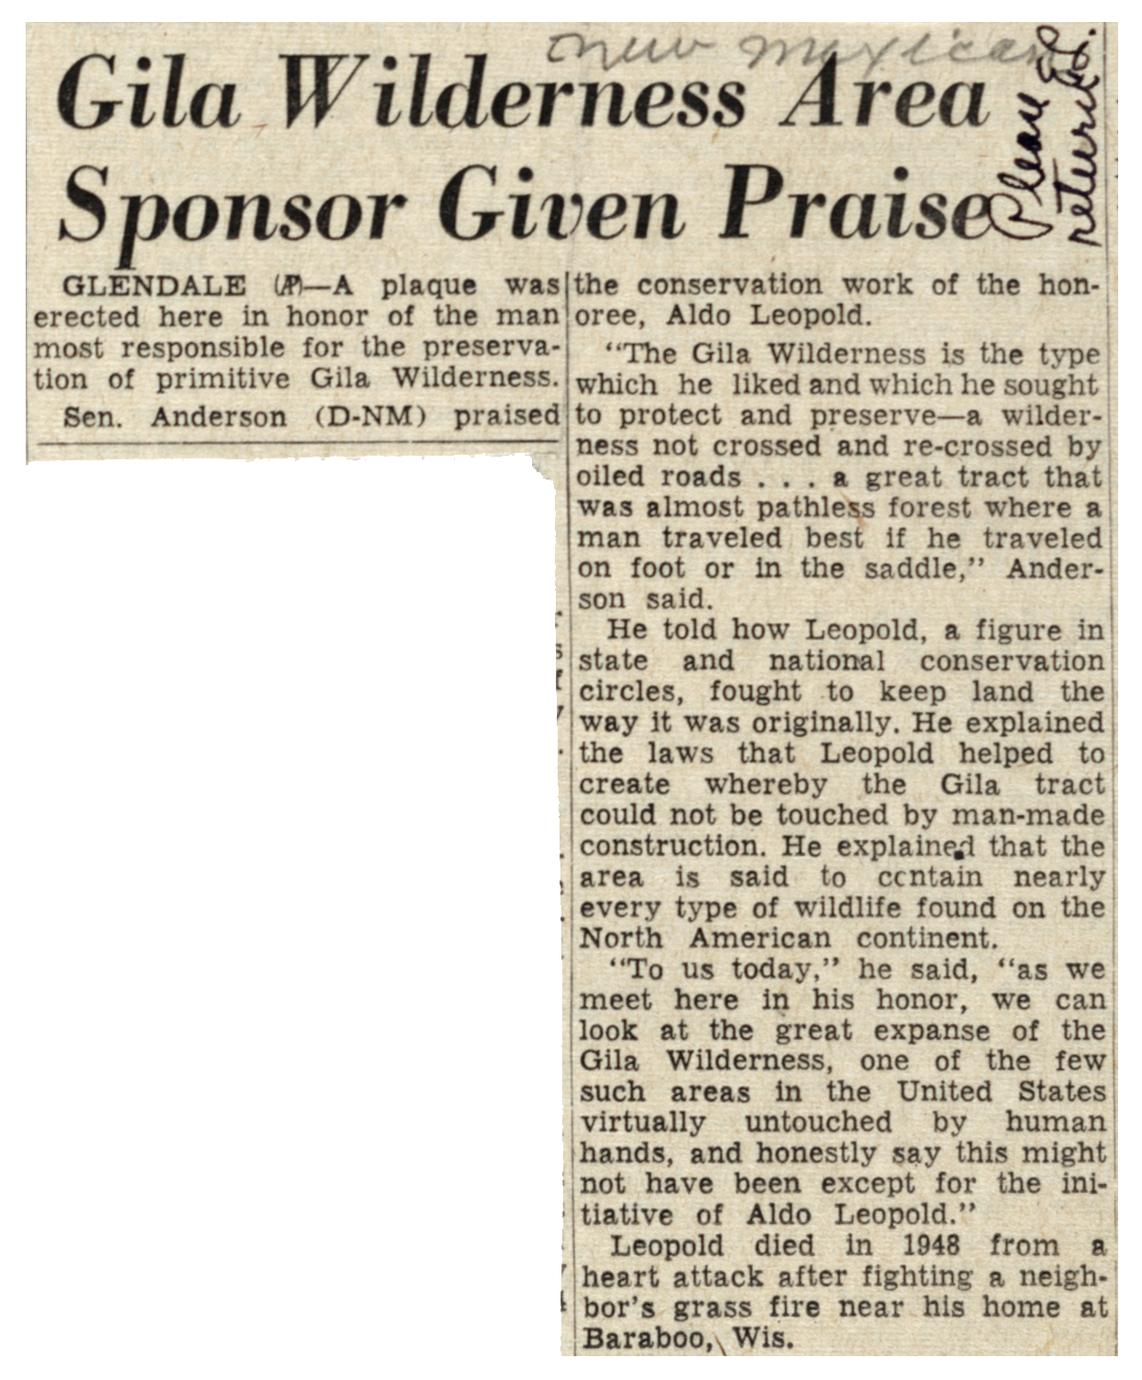 new mexican
Please
return E.L.
Gila Wilderness Area
Sponsor Given Praise
GLENDALE (AP)—A plaque was
erected here in honor of the man
most responsible for the preserva-
tion of primitive Gila Wilderness.
Sen. Anderson (D-NM) praised
the conservation work of the hon-
oree, Aldo Leopold.
"The Gila Wilderness is the type
which he liked and which he sought
to protect and preserve—a wilder-
ness not crossed and re-crossed by
oiled roads . . . a great tract that
was almost pathless forest where a
man traveled best if he traveled
on foot or in the saddle," Ander-
son said.
He told how Leopold, a figure in
state and national conservation
circles, fought to keep land the
way it was originally. He explained
the laws that Leopold helped to
create whereby the Gila tract
could not be touched by man-made
construction. He explained that the
area is said to contain nearly
every type of wildlife found on the
North American continent.
"To us today," he said, "as we
meet here in his honor, we can
look at the great expanse of the
Gila Wilderness, one of the few
such areas in the United States
virtually untouched by human
hands, and honestly say this might
not have been except for the ini-
tiative of Aldo Leopold."
Leopold died in 1948 from a
heart attack after fighting a neigh-
bor's grass fire near his home at
Baraboo, Wis.